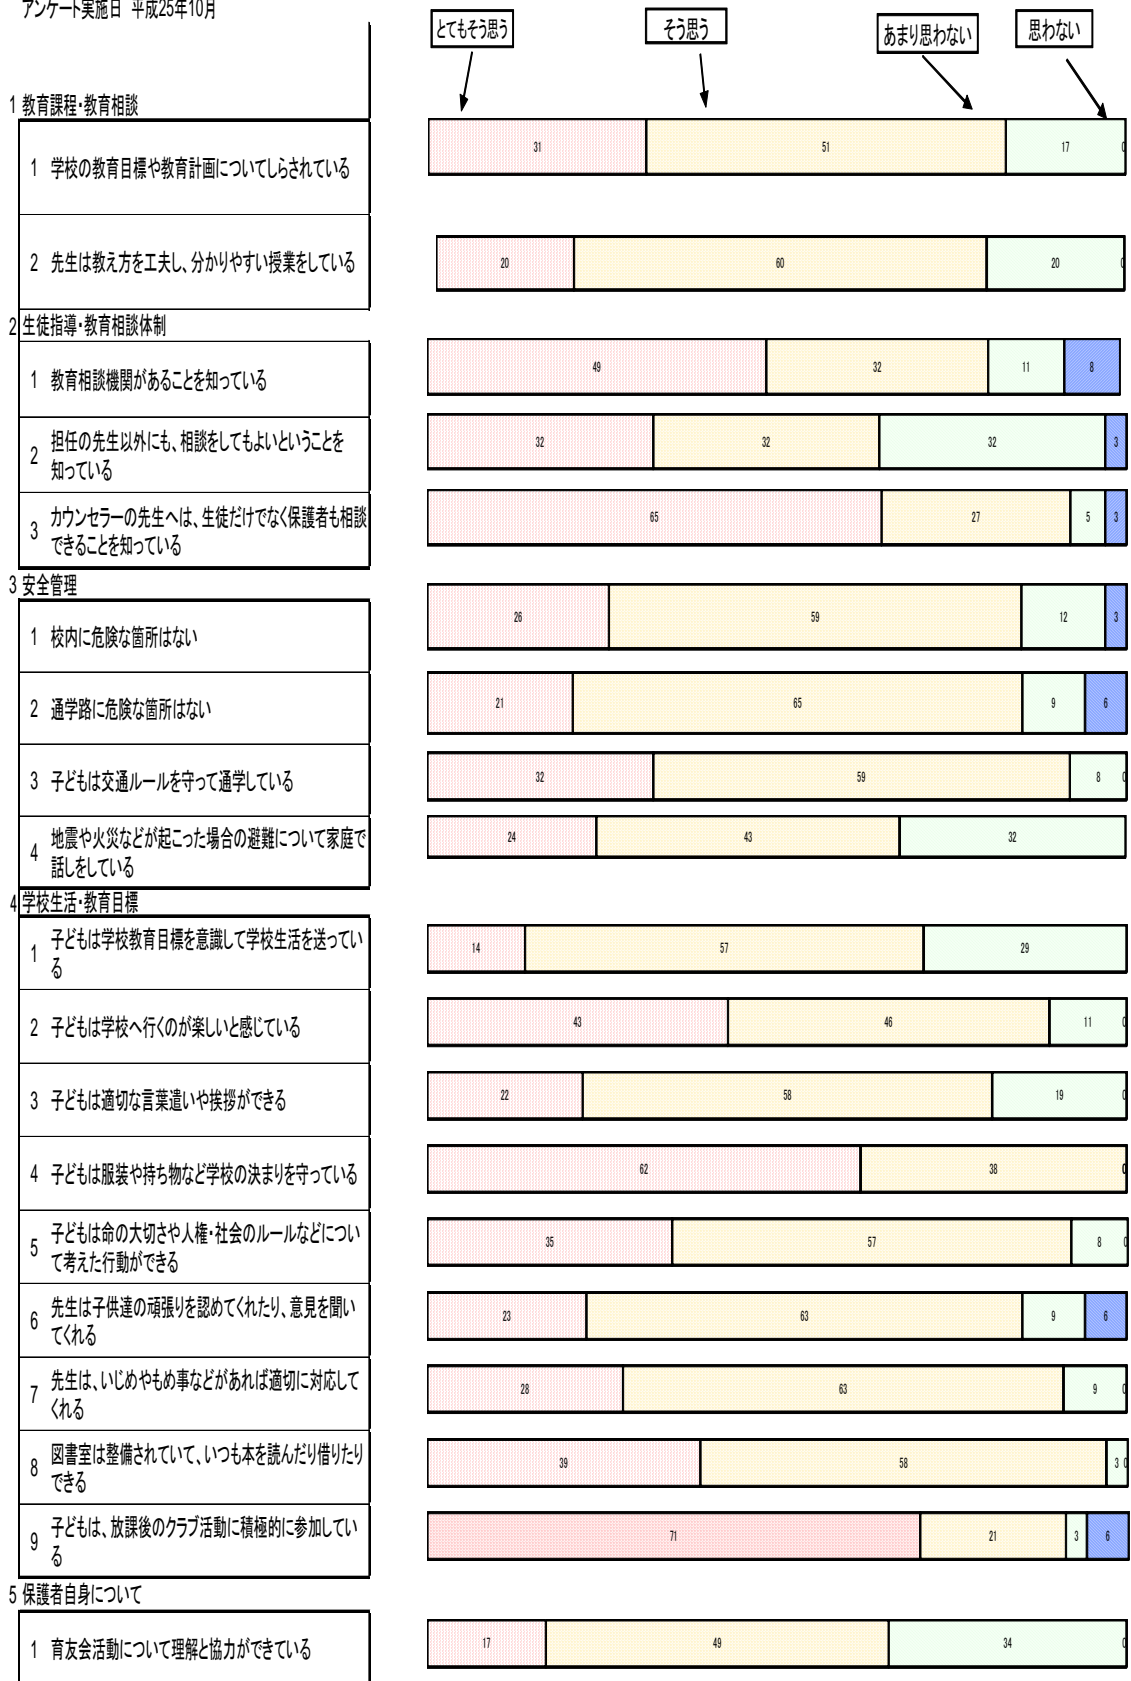 アンケート実施日 平成25年10月
とてもそう思う
そう思う
あまり思わない
思わない
1 教育課程・教育相談
1 学校の教育目標や教育計画についてしらされている
31 51 17 0
2 先生は教え方を工夫し、分かりやすい授業をしている
20 60 20 0
2 生徒指導・教育相談体制
1 教育相談機関があることを知っている
49 32 11 8
2 担任の先生以外にも、相談をしてもよいということを
知っている
32 32 32 3
3 カウンセラーの先生へは、生徒だけでなく保護者も相談
できることを知っている
65 27 5 3
3 安全管理
1 校内に危険な箇所はない
26 59 12 3
2 通学路に危険な箇所はない
21 65 9 6
3 子どもは交通ルールを守って通学している
32 59 8 0
4 地震や火災などが起こった場合の避難について家庭で
話しをしている
24 43 32
4 学校生活・教育目標
1 子どもは学校教育目標を意識して学校生活を送ってい
る
14 57 29
2 子どもは学校へ行くのが楽しいと感じている
43 46 11 0
3 子どもは適切な言葉遣いや挨拶ができる
22 58 19 0
4 子どもは服装や持ち物など学校の決まりを守っている
62 38 0
5 子どもは命の大切さや人権・社会のルールなどについ
て考えた行動ができる
35 57 8 0
6 先生は子供達の頑張りを認めてくれたり、意見を聞い
てくれる
23 63 9 6
7 先生は、いじめやもめ事などがあれば適切に対応して
くれる
28 63 9 0
8 図書室は整備されていて、いつも本を読んだり借りたり
できる
39 58 3 0
9 子どもは、放課後のクラブ活動に積極的に参加してい
る
71 21 3 6
5 保護者自身について
1 育友会活動について理解と協力ができている
17 49 34 0